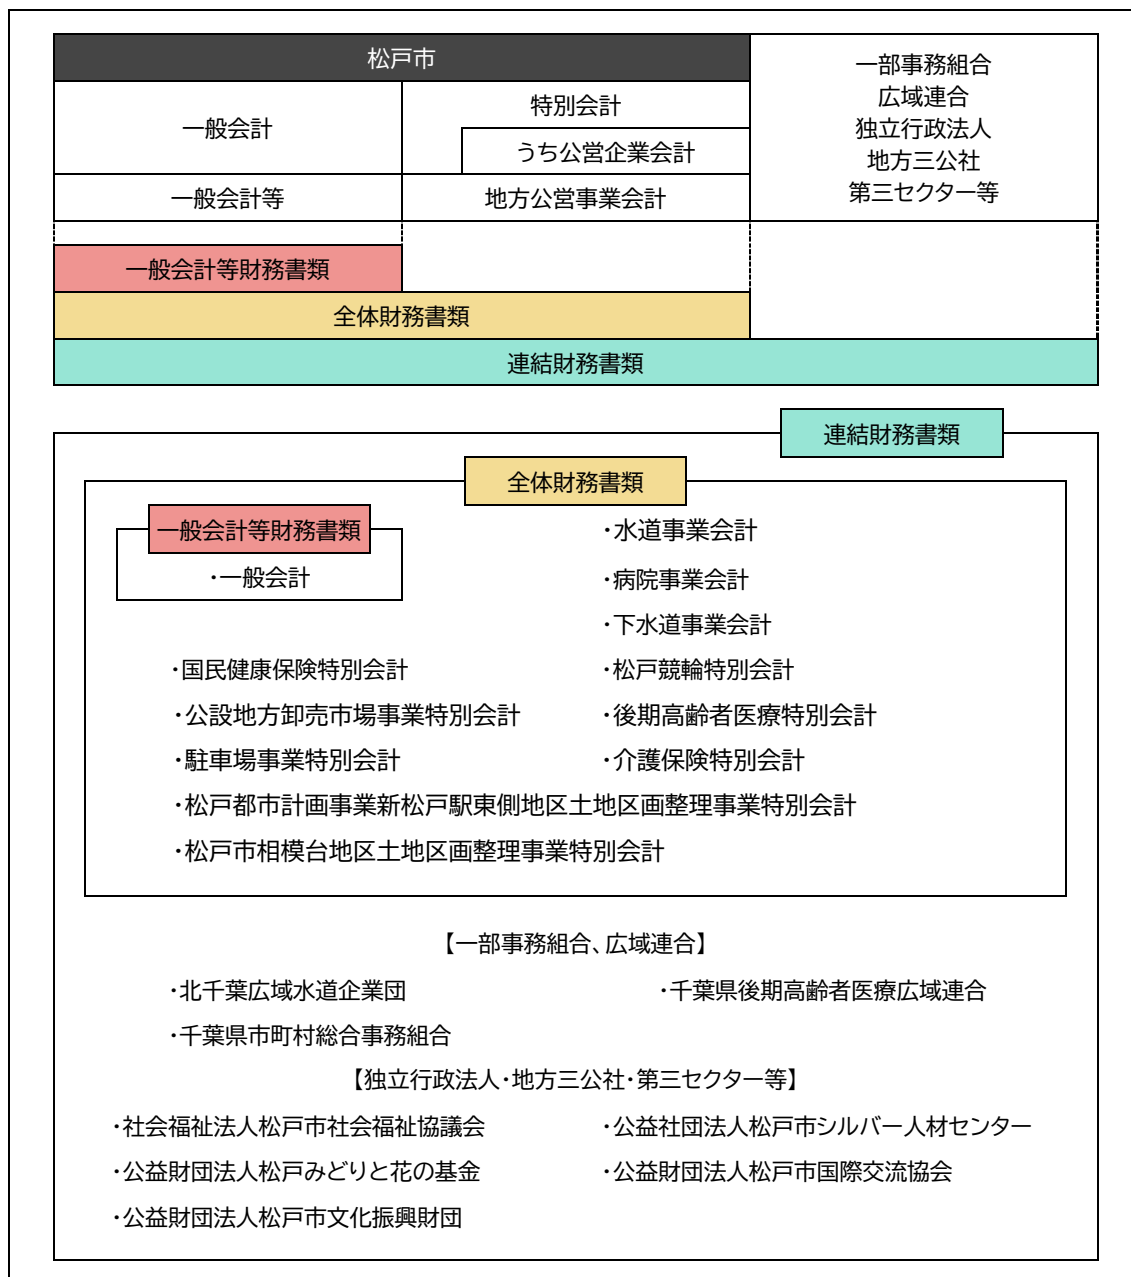 松戸市
一般会計
特別会計
うち公営企業会計
一般会計等
地方公営事業会計
一部事務組合
広域連合
独立行政法人
地方三公社
第三セクター等
一般会計等財務書類
全体財務書類
連結財務書類
連結財務書類
全体財務書類
一般会計等財務書類
・一般会計
・水道事業会計
・病院事業会計
・下水道事業会計
・国民健康保険特別会計
・松戸競輪特別会計
・公設地方卸売市場事業特別会計
・後期高齢者医療特別会計
・駐車場事業特別会計
・介護保険特別会計
・松戸都市計画事業新松戸駅東側地区土地区画整理事業特別会計
・松戸市相模台地区土地区画整理事業特別会計
【一部事務組合、広域連合】
・北千葉広域水道企業団
・千葉県後期高齢者医療広域連合
・千葉県市町村総合事務組合
【独立行政法人・地方三公社・第三セクター等】
・社会福祉法人松戸市社会福祉協議会
・公益社団法人松戸市シルバー人材センター
・公益財団法人松戸みどりと花の基金
・公益財団法人松戸市国際交流協会
・公益財団法人松戸市文化振興財団